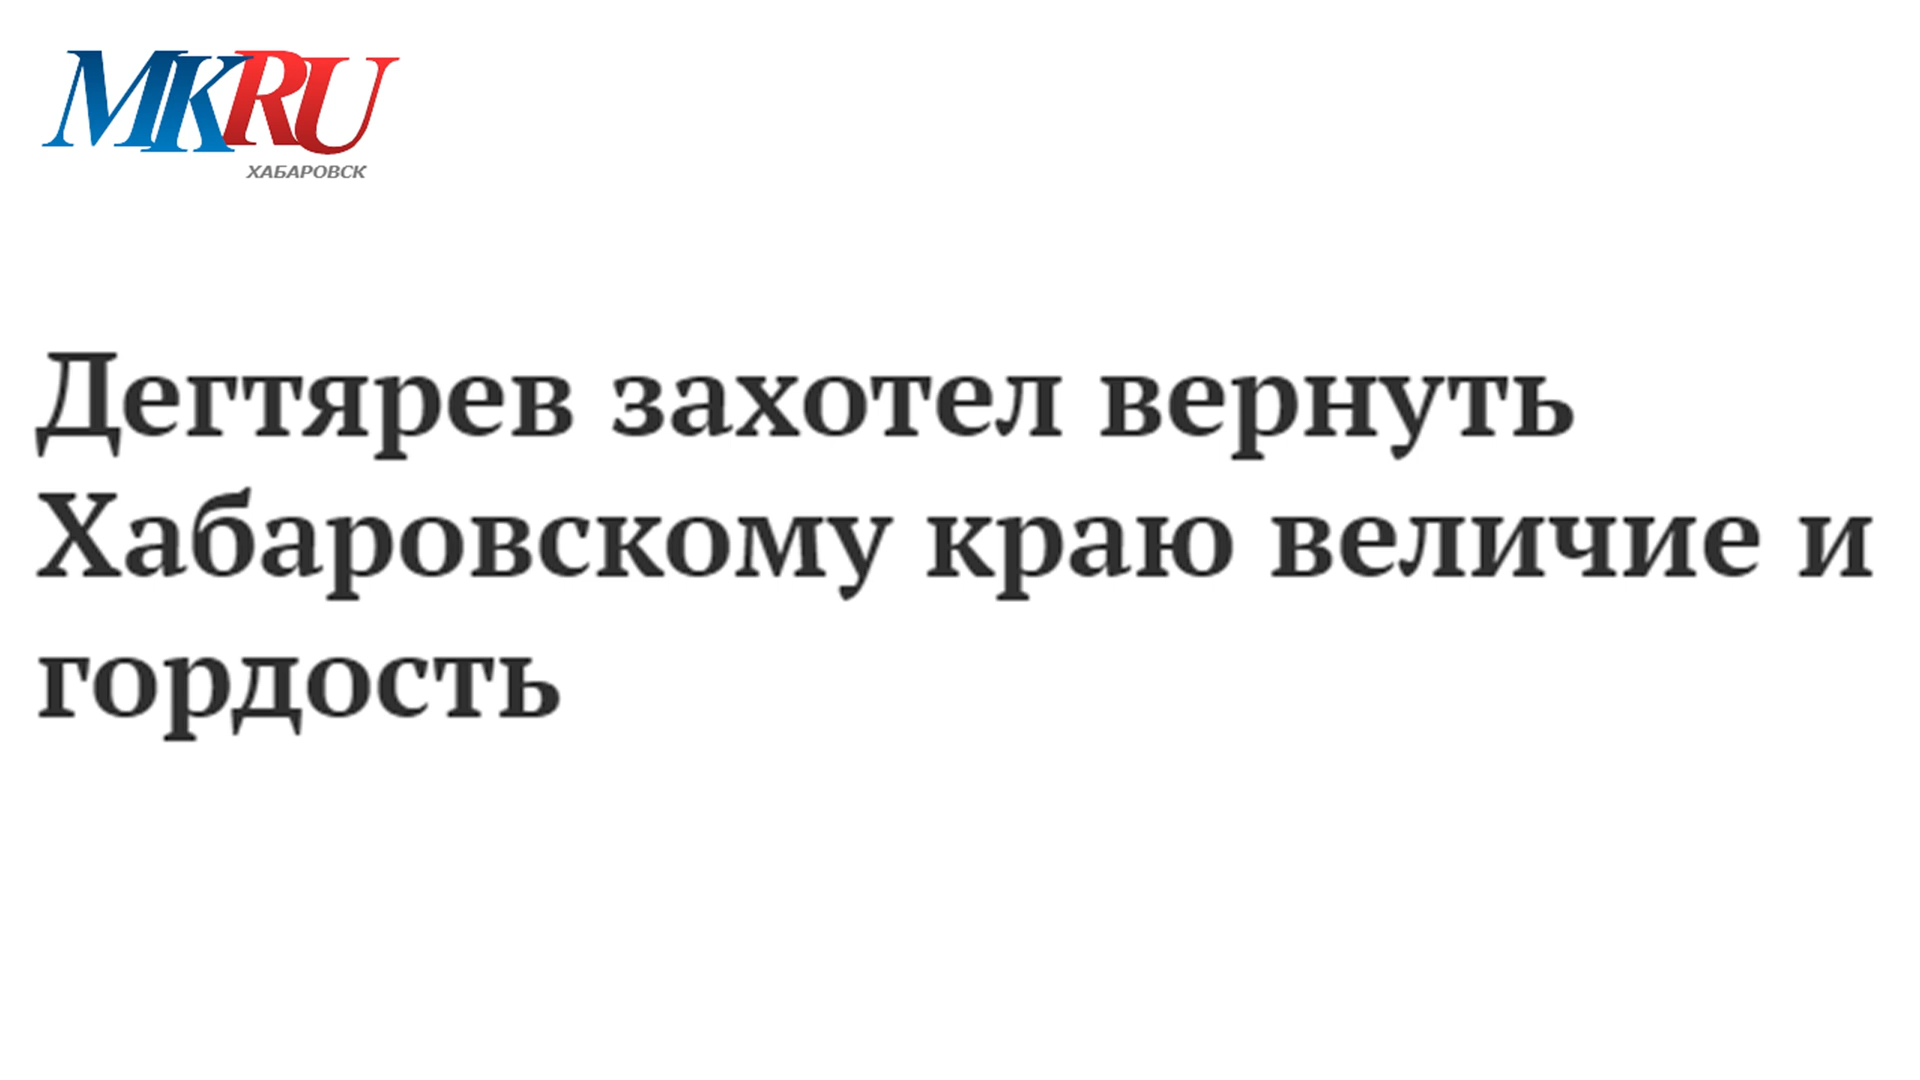 MKRU
ХАБАРОВСК
Дегтярев захотел вернуть
Хабаровскому краю величие и
гордость